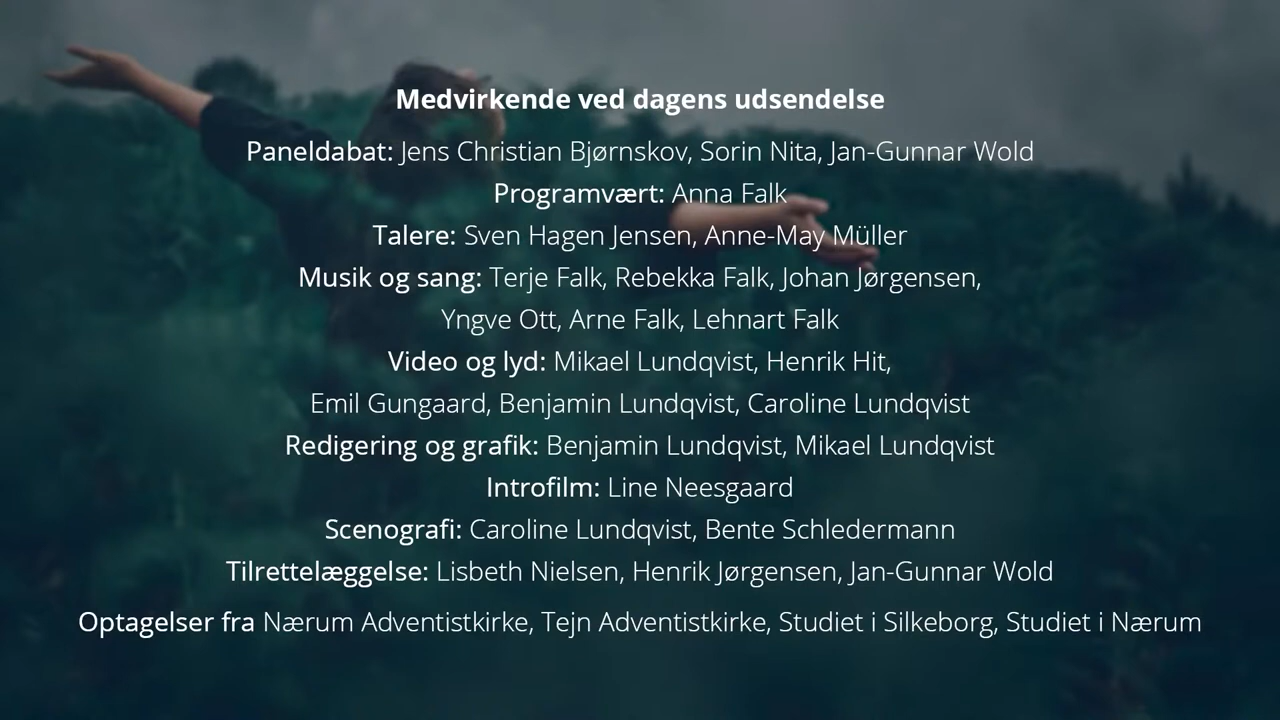 Medvirkende ved dagens udsendelse
Paneldabat: Jens Christian Bjørnskov, Sorin Nita, Jan-Gunnar Wold
Programvært: Anna Falk
Talere: Sven Hagen Jensen, Anne-May Müller
Musik og sang: Terje Falk, Rebekka Falk, Johan Jørgensen,
Yngve Ott, Arne Falk, Lehnart Falk
Video og lyd: Mikael Lundqvist, Henrik Hit,
Emil Gungaard, Benjamin Lundqvist, Caroline Lundqvist
Redigering og grafik: Benjamin Lundqvist, Mikael Lundqvist
Introfilm: Line Neesgaard
Scenografi: Caroline Lundqvist, Bente Schledermann
Tilrettelæggelse: Lisbeth Nielsen, Henrik Jørgensen, Jan-Gunnar Wold
Optagelser fra Nærum Adventistkirke, Tejn Adventistkirke, Studiet i Silkeborg, Studiet i Nærum